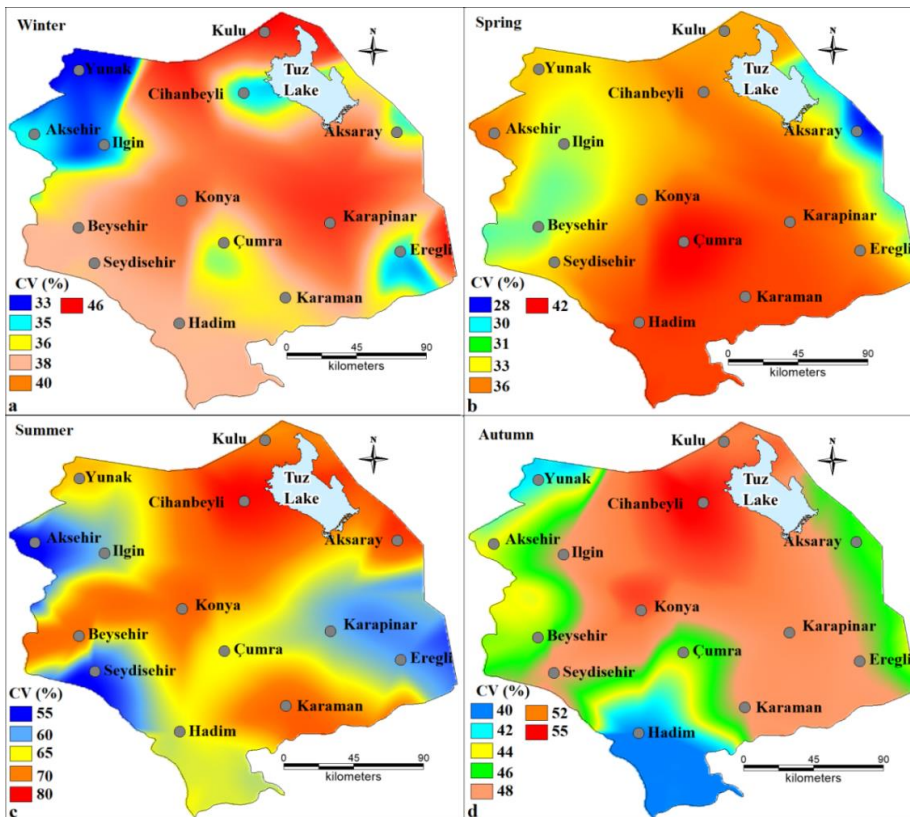 Winter
Kulu
N
Yunak
Tuz
Lake
Cihanbeyli
Aksehir
Ilgin
Aksaray
Konya
Karapinar
Beysehir
Çumra
Eregli
Seydisehir
CV (%)
33 46
35
36
38
40
Karaman
Hadim
0 45 90
kilometers
a
Spring
Kulu
N
Yunak
Tuz
Lake
Cihanbeyli
Aksehir
Ilgin
Aksaray
Konya
Karapinar
Beysehir
Çumra
Eregli
Seydisehir
CV (%)
28 42
30
31
33
36
Karaman
Hadim
0 45 90
kilometers
b
Summer
Kulu
N
Yunak
Tuz
Lake
Cihanbeyli
Aksehir
Ilgin
Aksaray
Konya
Karapinar
Beysehir
Çumra
Eregli
Seydisehir
CV (%)
55
60
65
70
80
Karaman
Hadim
0 45 90
kilometers
c
Autumn
Kulu
N
Yunak
Tuz
Lake
Cihanbeyli
Aksehir
Ilgin
Aksaray
Konya
Karapinar
Beysehir
Çumra
Eregli
Seydisehir
CV (%)
40 52
42 55
44
46
48
Karaman
Hadim
0 45 90
kilometers
d